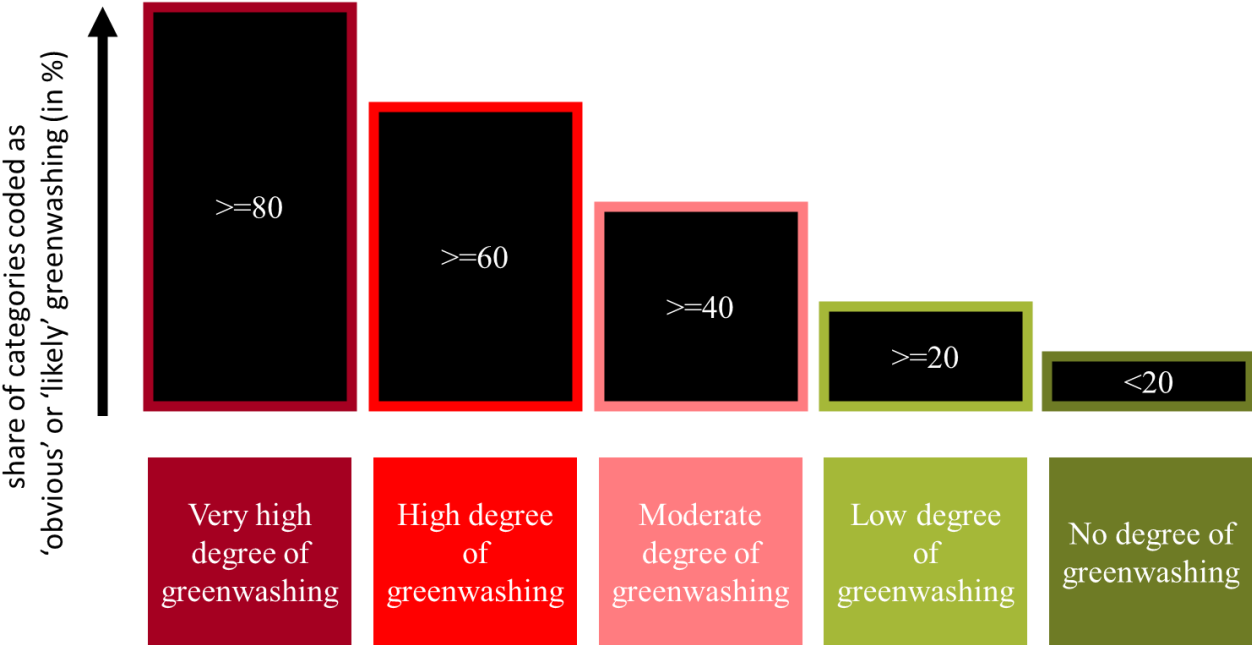 share of categories coded as
‘obvious’ or ‘likely’ greenwashing (in %)
>=80
>=60
>=40
>=20
<20
Very high
degree of
greenwashing
High degree
of
greenwashing
Moderate
degree of
greenwashing
Low degree
of
greenwashing
No degree of
greenwashing